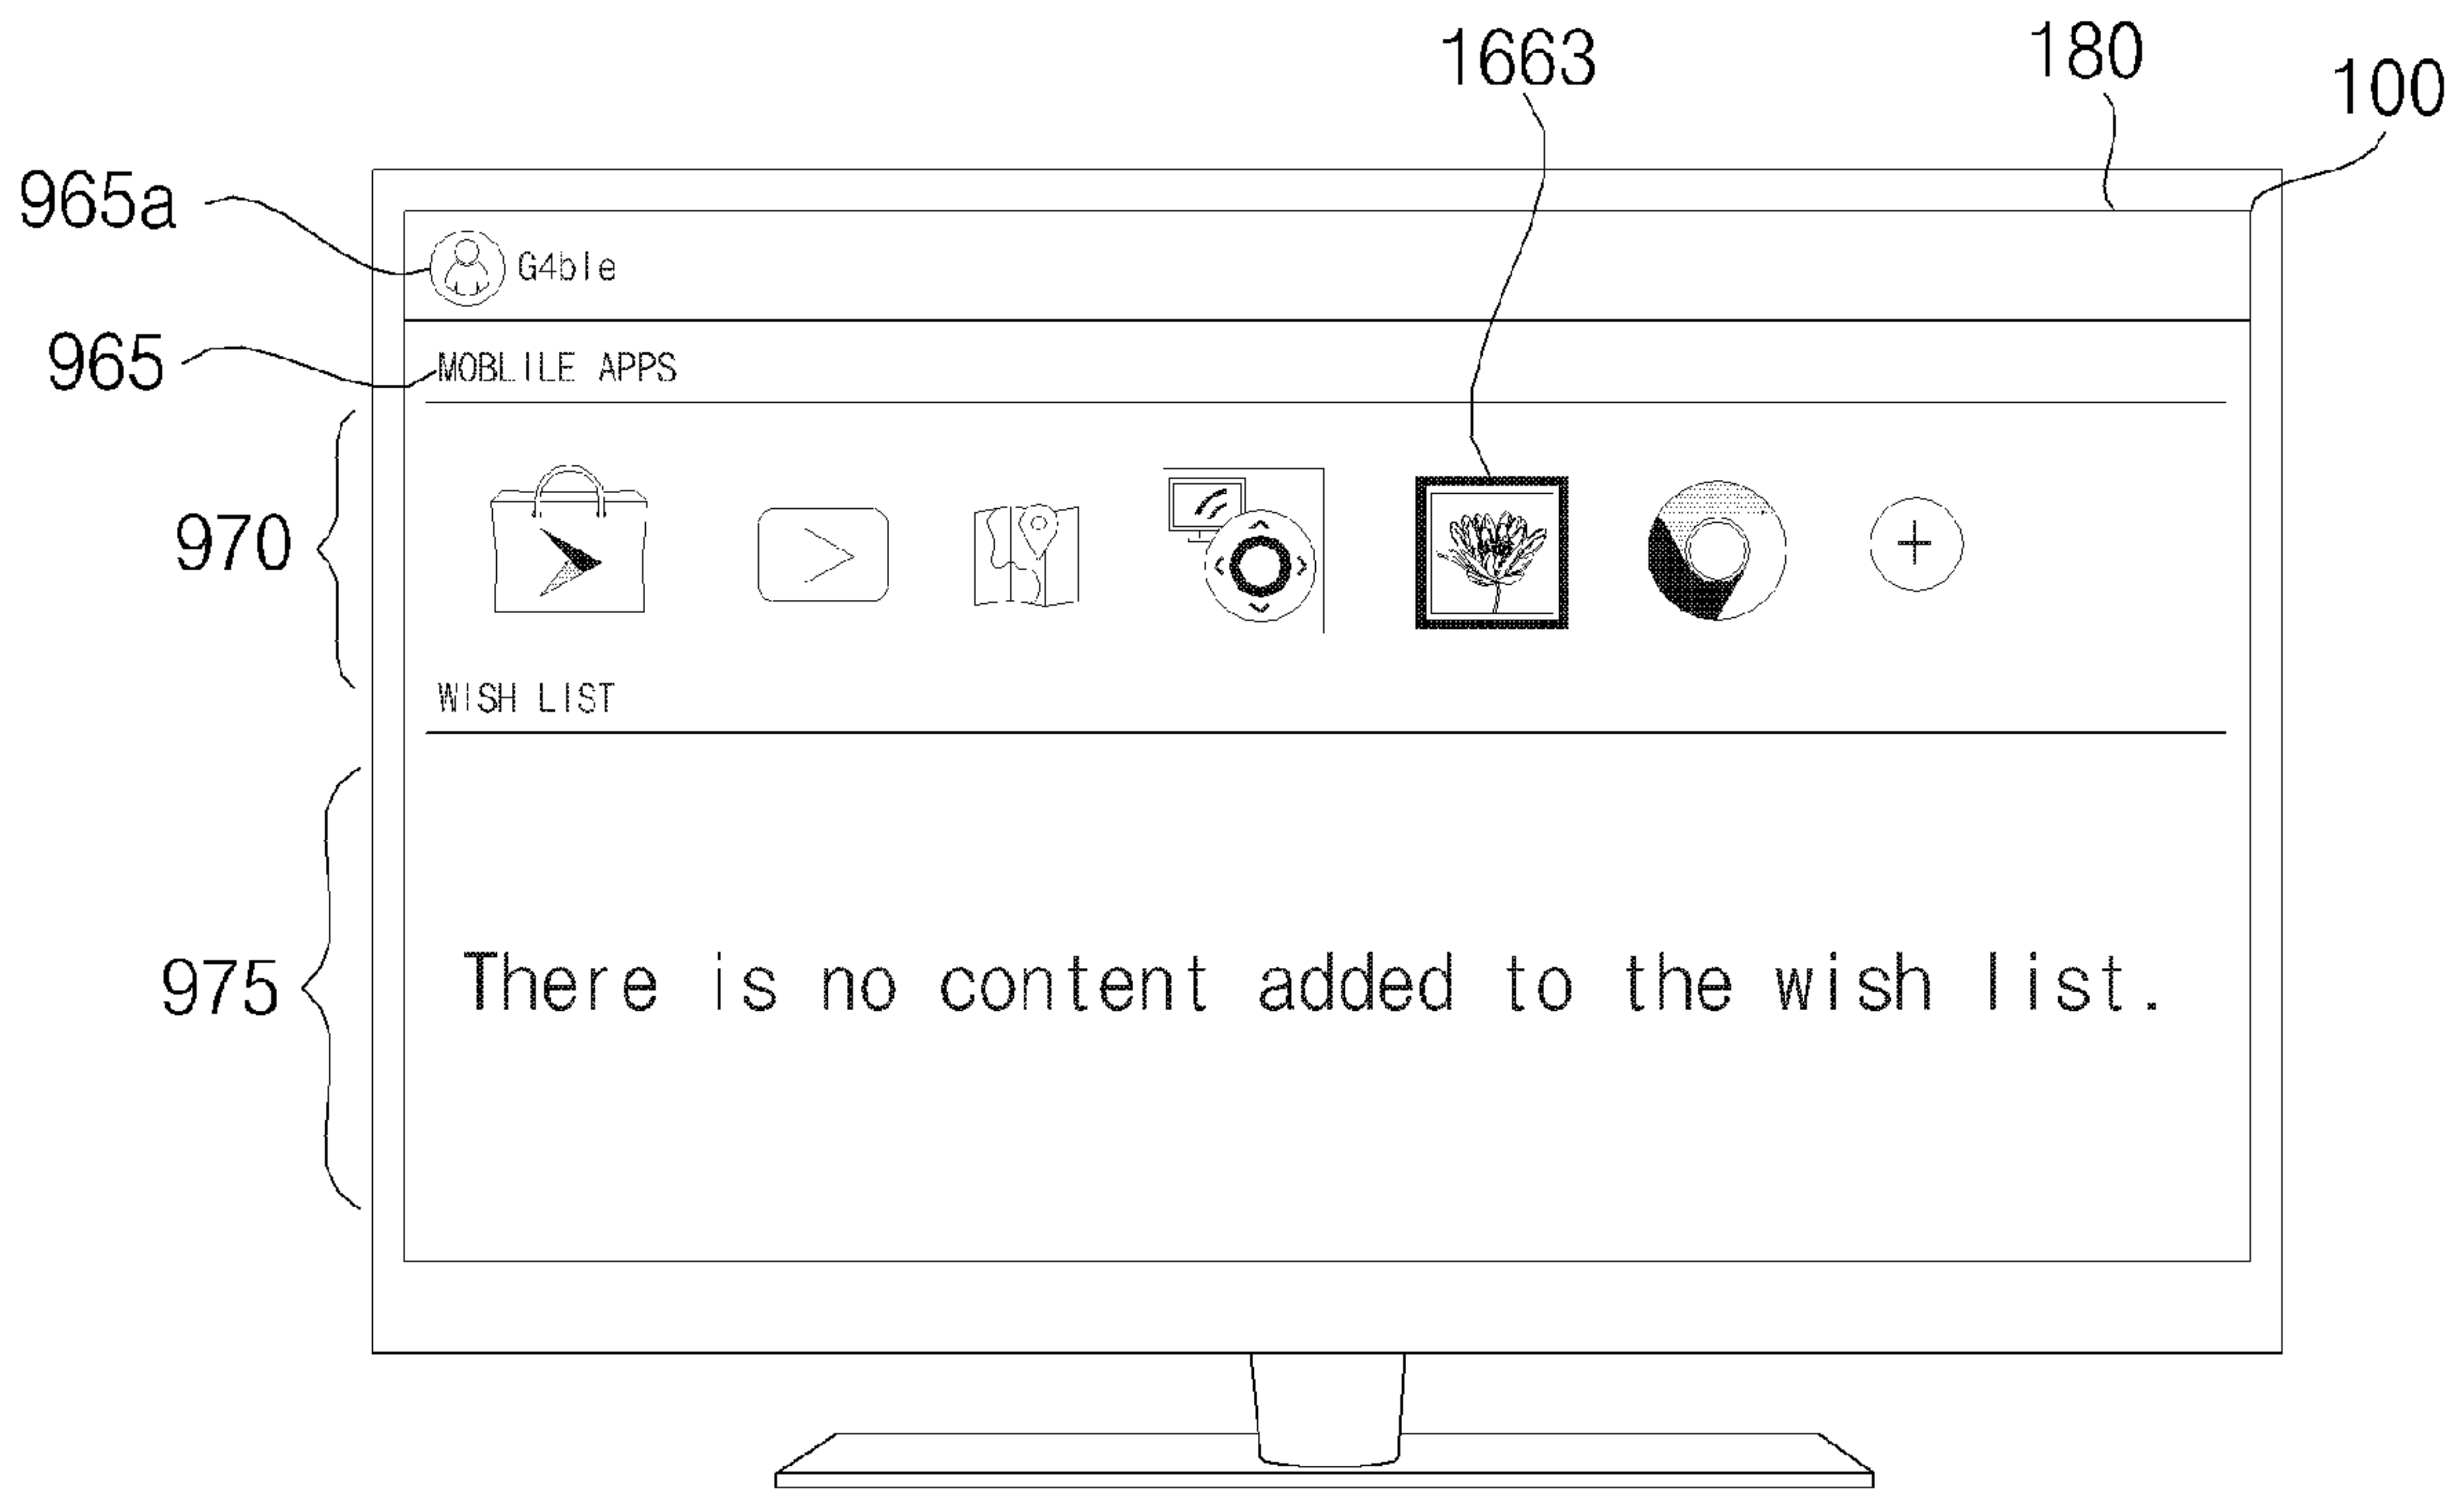 1663
180
100
965a
G4ble
965
MOBLILE APPS
970
WISH LIST
975
There is no content added to the wish list.